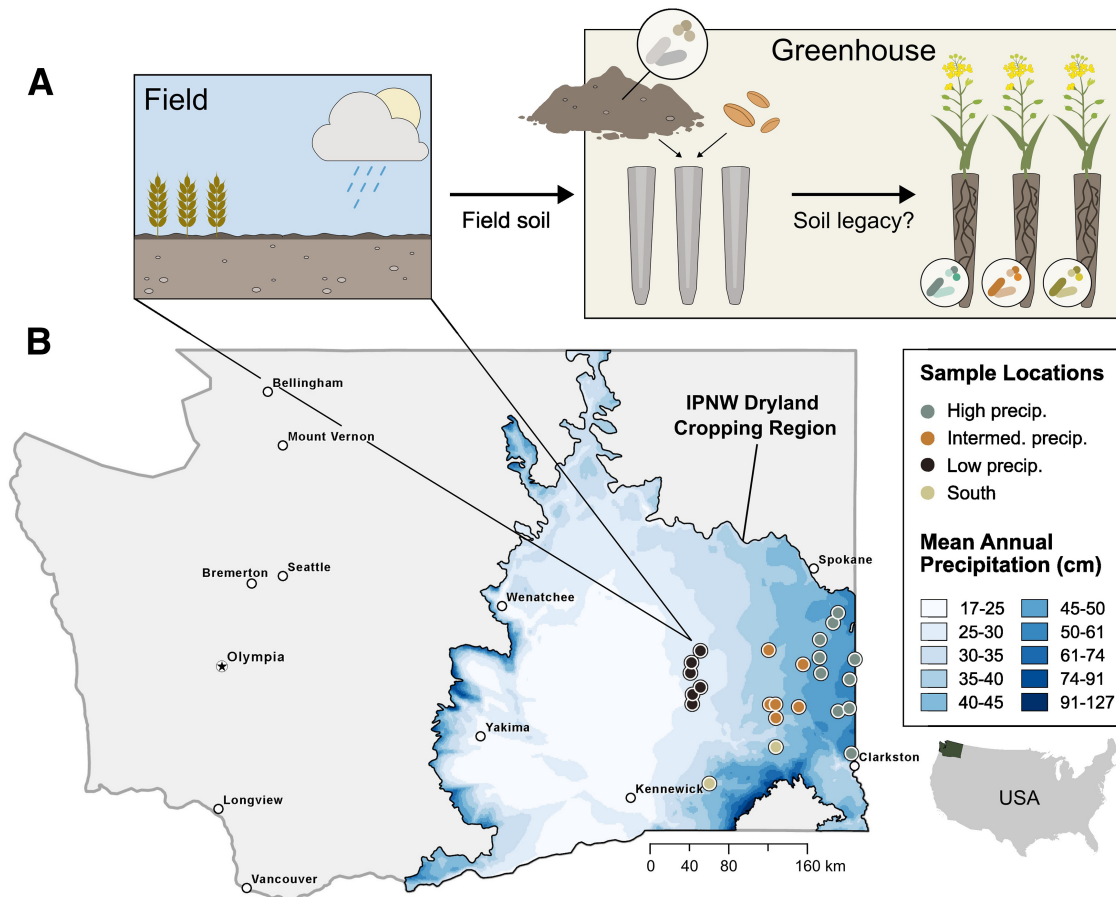 A
Field
Field soil
Greenhouse
Soil legacy?
B
Bellingham
Mount Vernon
IPNW Dryland
Cropping Region
Spokane
Bremerton
Seattle
Wenatchee
Olympia
Yakima
Clarkston
Kennewick
Longview
Vancouver
0 40 80 160 km
Sample Locations
High precip.
Intermed. precip.
Low precip.
South
Mean Annual
Precipitation (cm)
17-25 45-50
25-30 50-61
30-35 61-74
35-40 74-91
40-45 91-127
USA